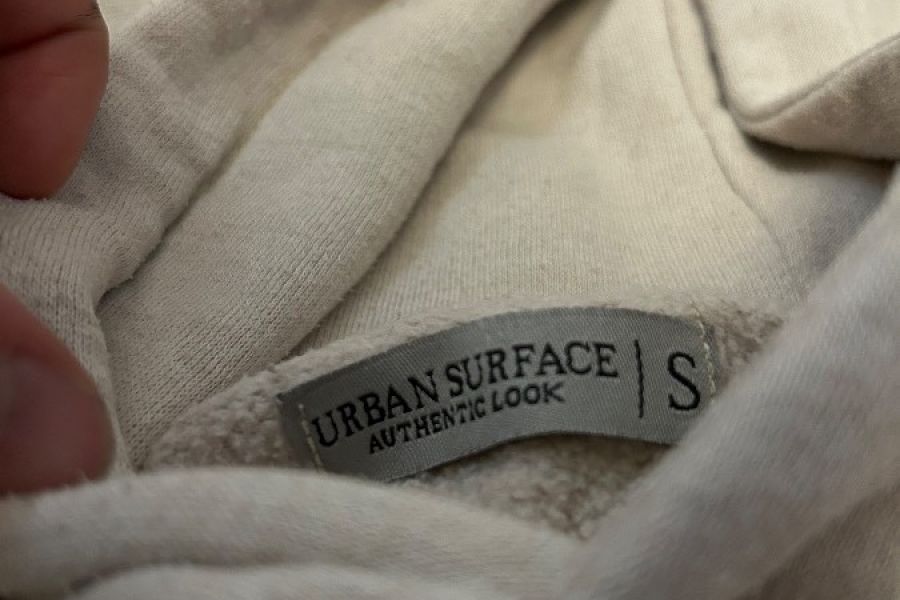 URBAN SURFACE | S
AUTHENTIC LOOK